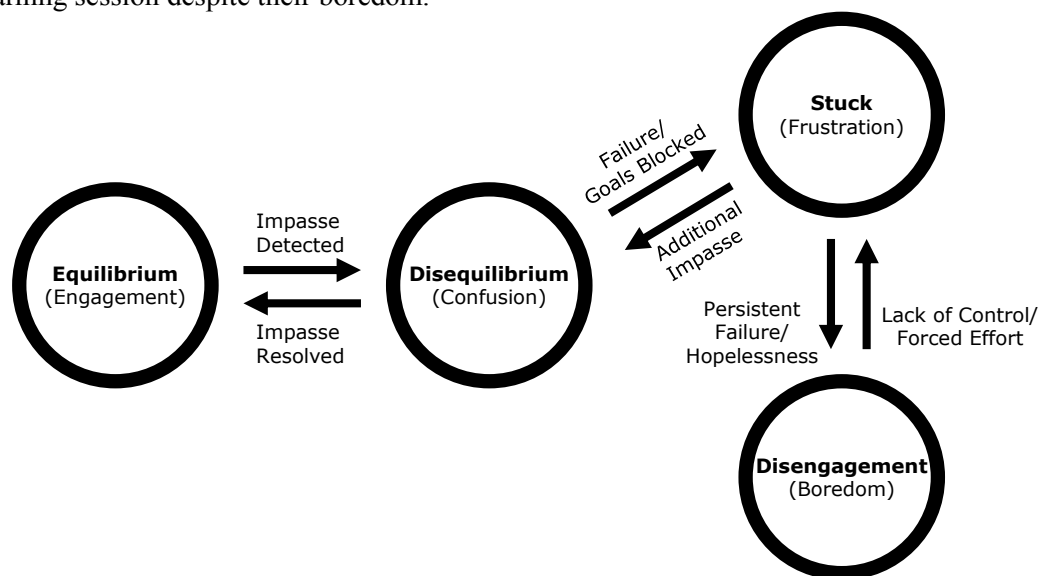 arning session despite their boredom.
Stuck
(Frustration)
Failure/
Goals Blocked
Additional
Impasse
Impasse
Detected
Equilibrium
(Engagement)
Disequilibrium
(Confusion)
Impasse
Resolved
Persistent
Failure/
Hopelessness
Lack of Control/
Forced Effort
Disengagement
(Boredom)